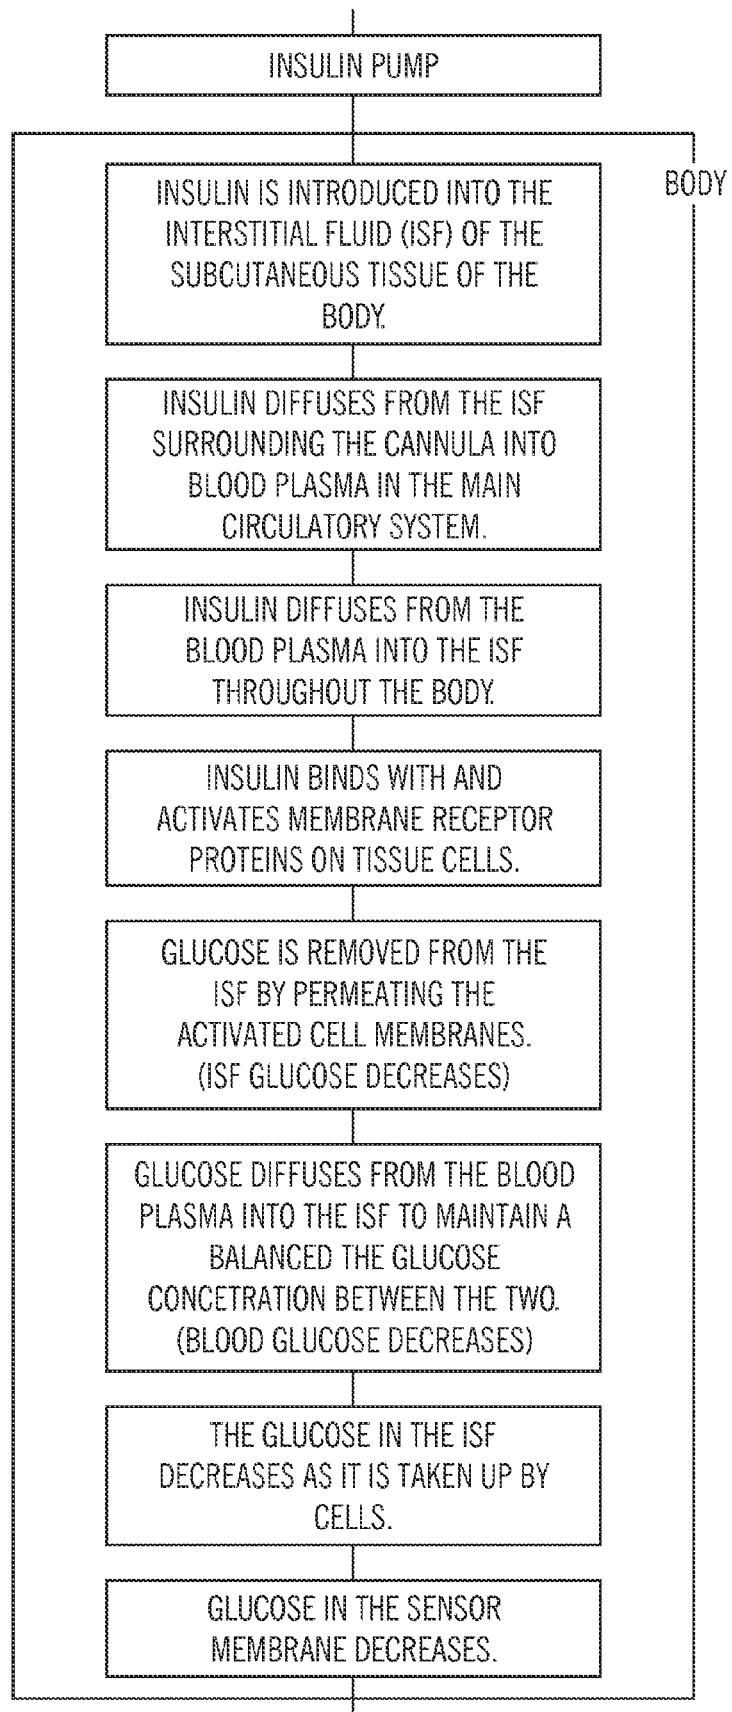 INSULIN PUMP
BODY
INSULIN IS INTRODUCED INTO THE
INTERSTITIAL FLUID (ISF) OF THE
SUBCUTANEOUS TISSUE OF THE
BODY.
INSULIN DIFFUSES FROM THE ISF
SURROUNDING THE CANNULA INTO
BLOOD PLASMA IN THE MAIN
CIRCULATORY SYSTEM.
INSULIN DIFFUSES FROM THE
BLOOD PLASMA INTO THE ISF
THROUGHOUT THE BODY.
INSULIN BINDS WITH AND
ACTIVATES MEMBRANE RECEPTOR
PROTEINS ON TISSUE CELLS.
GLUCOSE IS REMOVED FROM THE
ISF BY PERMEATING THE
ACTIVATED CELL MEMBRANES.
(ISF GLUCOSE DECREASES)
GLUCOSE DIFFUSES FROM THE BLOOD
PLASMA INTO THE ISF TO MAINTAIN A
BALANCED THE GLUCOSE
CONCETRATION BETWEEN THE TWO.
(BLOOD GLUCOSE DECREASES)
THE GLUCOSE IN THE ISF
DECREASES AS IT IS TAKEN UP BY
CELLS.
GLUCOSE IN THE SENSOR
MEMBRANE DECREASES.